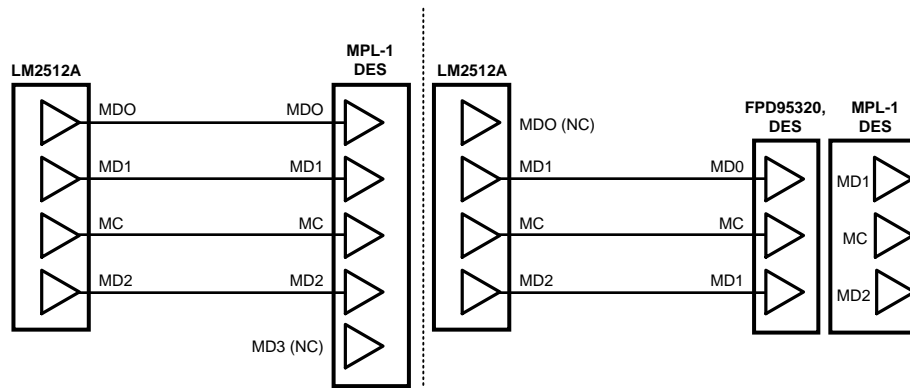 LM2512A
MPL-1
DES
MDO
MDO
MD1
MD1
MC
MC
MD2
MD2
MD3 (NC)
LM2512A
FPD95320,
DES
MPL-1
DES
MDO (NC)
MD1
MD0
MD1
MC
MC
MC
MD2
MD1
MD2